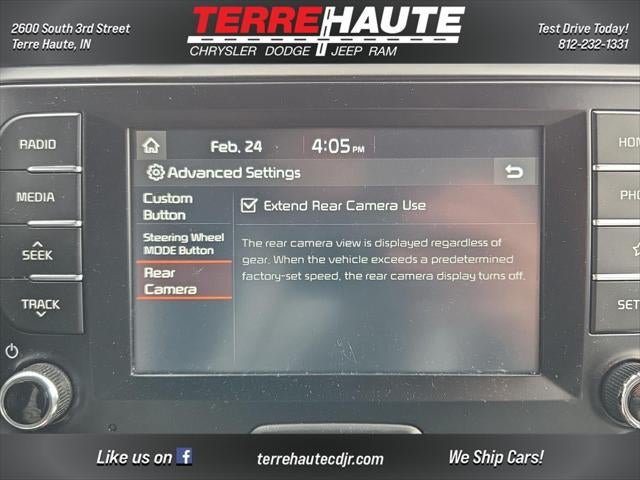 2600 South 3rd Street
Terre Haute, IN
TERRE HAUTE
CHRYSLER DODGE JEEP RAM
Test Drive Today!
812-232-1331
RADIO
MEDIA
SEEK
TRACK
Feb. 24 4:05 PM
Advanced Settings
Custom
Button
Steering Wheel
MODE Button
Rear
Camera
Extend Rear Camera Use
The rear camera view is displayed regardless of
gear. When the vehicle exceeds a predetermined
factory-set speed, the rear camera display turns off.
HOM
PHO
SET
Like us on f
terrehautecdjr.com
We Ship Cars!